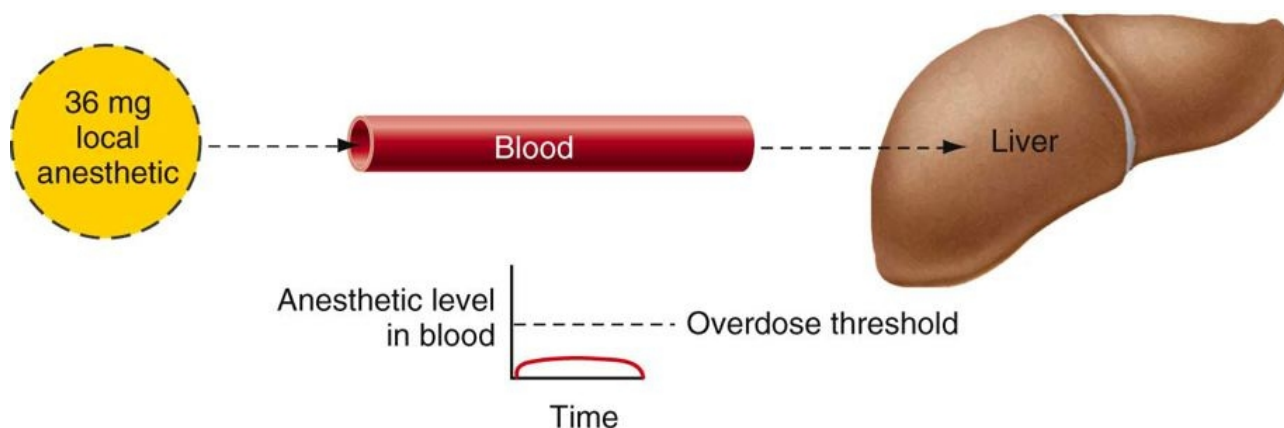 36 mg
local
anesthetic
Blood
Liver
Anesthetic level
in blood
Overdose threshold
Time